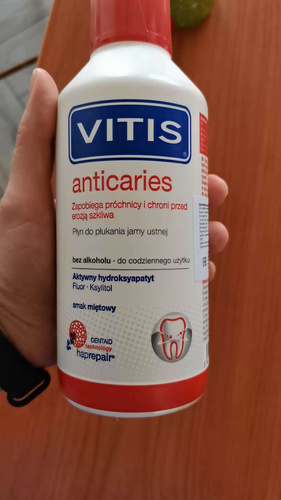 VITIS
anticaries
Zapobiega próchnicy i chroni przed
erozją szkliwa
Płyn do płukania jamy ustnej
bez alkoholu - do codziennego użytku
Aktywny hydroksyapatyt
Fluor · Ksylitol
smak miętowy
DENTAID
technology
haprepair